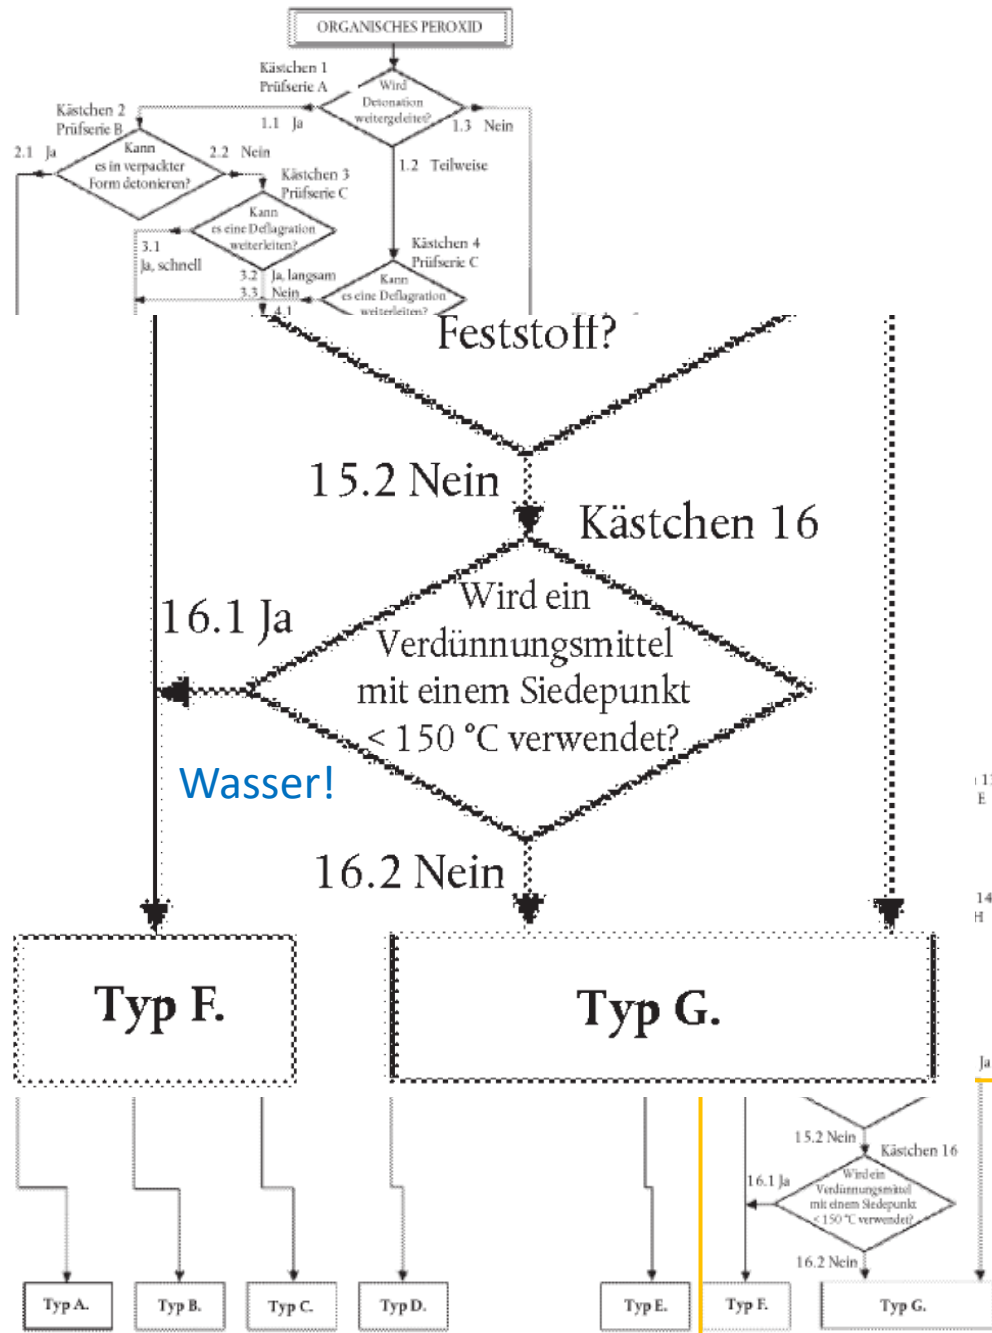 ORGANISCHES PEROXID
Kästchen 1
Prüfserie A
Wird
Detonation
weitergeleitet?
1.1 Ja
1.3 Nein
1.2 Teilweise
Kästchen 2
Prüfserie B
2.1 Ja
Kann
es in verpackter
Form detonieren?
2.2 Nein
Kästchen 3
Prüfserie C
Kann
es eine Deflagration
weiterleiten?
3.1
Ja, schnell
3.2 Ja, langsam
3.3 Nein
4.1
Kästchen 4
Prüfserie C
Kann
es eine Deflagration
weiterleiten?
Feststoff?
15.2 Nein
Kästchen 16
16.1 Ja
Wird ein
Verdünnungsmittel
mit einem Siedepunkt
< 150 °C verwendet?
Wasser!
16.2 Nein
Typ F.
Typ G.
E
14
H
Ja
15.2 Nein
Kästchen 16
16.1 Ja
Wird ein
Verdünnungsmittel
mit einem Siedepunkt
< 150 °C verwendet?
16.2 Nein
Typ A.
Typ B.
Typ C.
Typ D.
Typ E.
Typ F.
Typ G.